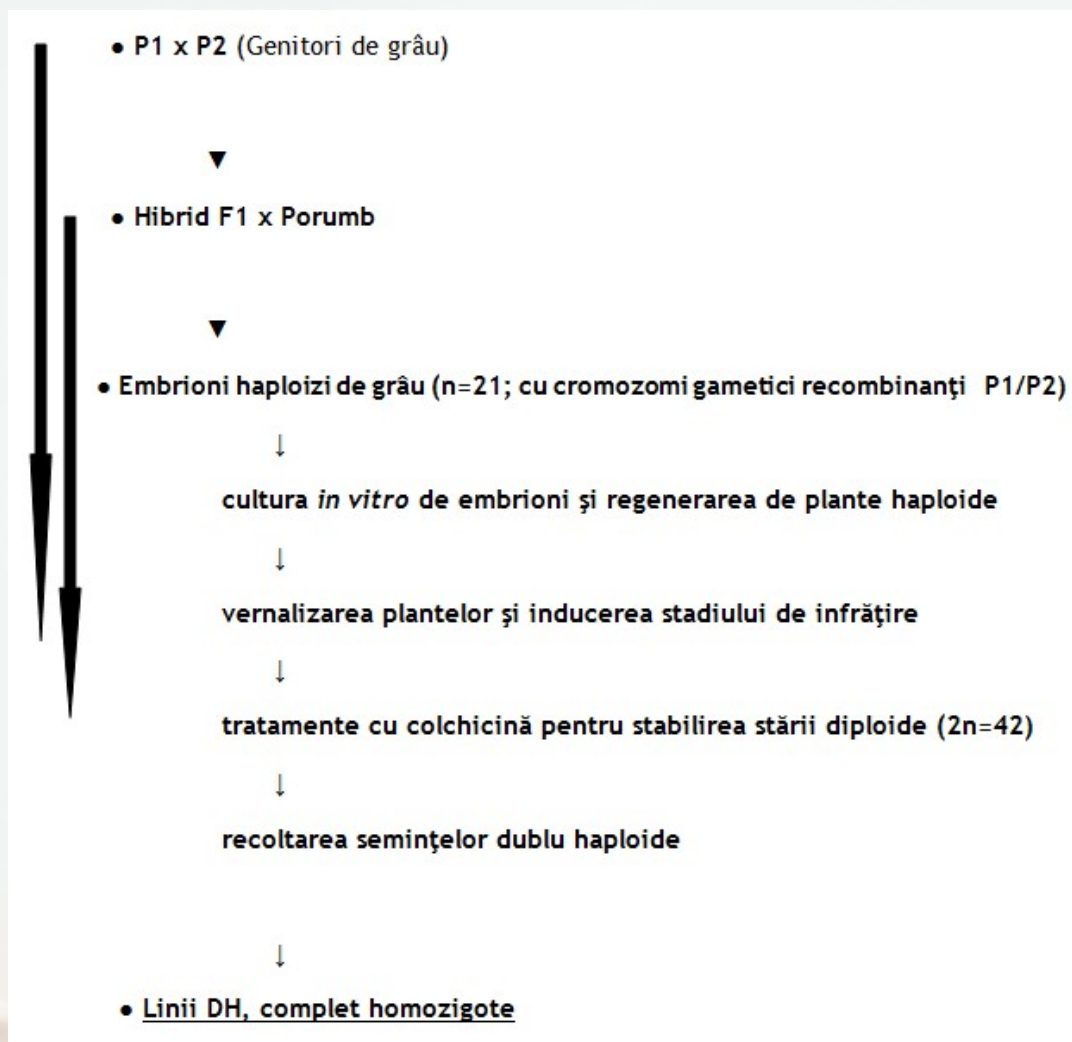 ● P1 x P2 (Genitori de grâu)
▼
● Hibrid F1 x Porumb
▼
● Embrioni haploizi de grâu (n=21; cu cromozomi gametici recombinanţi P1/P2)
↓
cultura in vitro de embrioni şi regenerarea de plante haploide
↓
vernalizarea plantelor şi inducerea stadiului de infrăţire
↓
tratamente cu colchicină pentru stabilirea stării diploide (2n=42)
↓
recoltarea seminţelor dublu haploide
↓
● Linii DH, complet homozigote